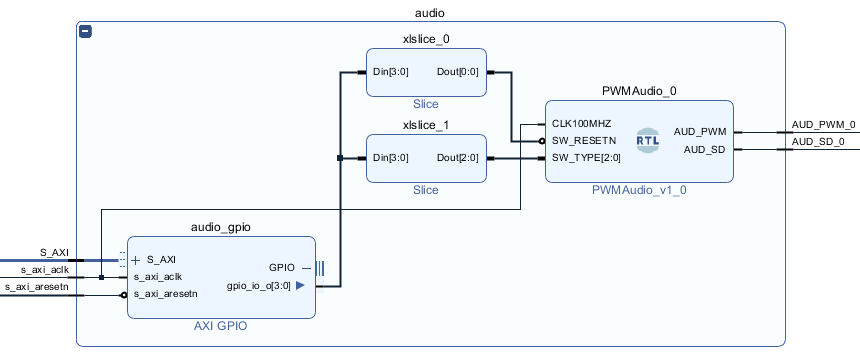 audio
xlslice_0
Din[3:0]
Dout[0:0]
Slice
xlslice_1
Din[3:0]
Dout[2:0]
Slice
PWMAudio_0
CLK100MHZ
SW_RESETN
SW_TYPE[2:0]
RTL
AUD_PWM
AUD_SD
PWMAudio_v1_0
AUD_PWM_0
AUD_SD_0
S_AXI
s_axi_aclk
s_axi_aresetn
audio_gpio
S_AXI
s_axi_aclk
s_axi_aresetn
GPIO
gpio_io_o[3:0]
AXI GPIO